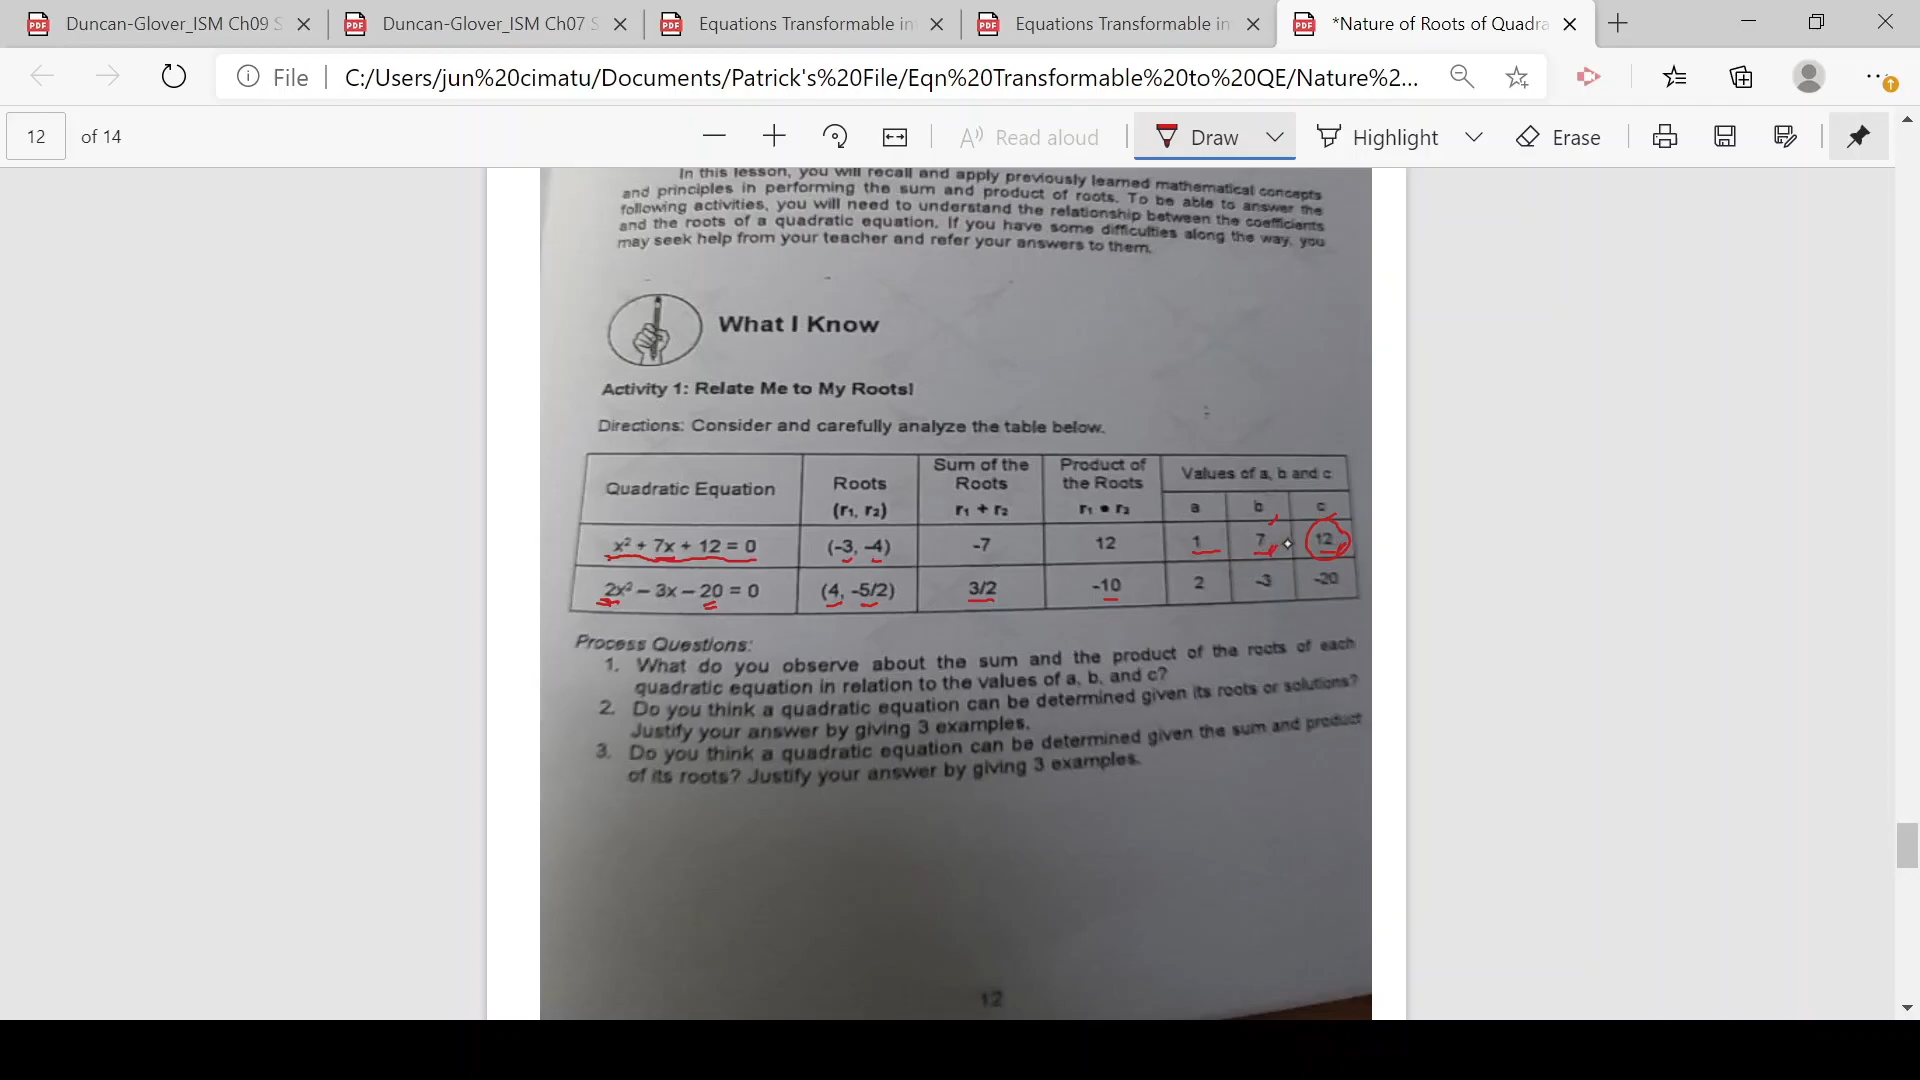 Duncan-Glover_ISM Ch09 S
Duncan-Glover_ISM Ch07 S
Equations Transformable in
Equations Transformable in
*Nature of Roots of Quadra
File
C:/Users/jun%20cimatu/Documents/Patrick's%20File/Eqn%20Transformable%20to%20QE/Nature%2...
12 of 14
Read aloud
Draw
Highlight
Erase
In this lesson, you will recall and apply previously learned mathematical concepts
and principles in performing the sum and product of roots. To be able to answer the
following activities, you will need to understand the relationship between the coefficients
and the roots of a quadratic equation. If you have some difficulties along the way, you
may seek help from your teacher and refer your answers to them.
What I Know
Activity 1: Relate Me to My Roots!
Directions: Consider and carefully analyze the table below.
Quadratic Equation
Roots
(r₁, r₂)
Sum of the
Roots
r₁ + r₂
Product of
the Roots
r₁ • r₂
Values of a, b and c
a b c
x² + 7x + 12 = 0 (-3, -4) -7 12 1 7 12
2x² – 3x – 20 = 0 (4, -5/2) 3/2 -10 2 -3 -20
Process Questions:
1. What do you observe about the sum and the product of the roots of each
quadratic equation in relation to the values of a, b, and c?
2. Do you think a quadratic equation can be determined given its roots or solutions?
Justify your answer by giving 3 examples.
3. Do you think a quadratic equation can be determined given the sum and product
of its roots? Justify your answer by giving 3 examples.
12